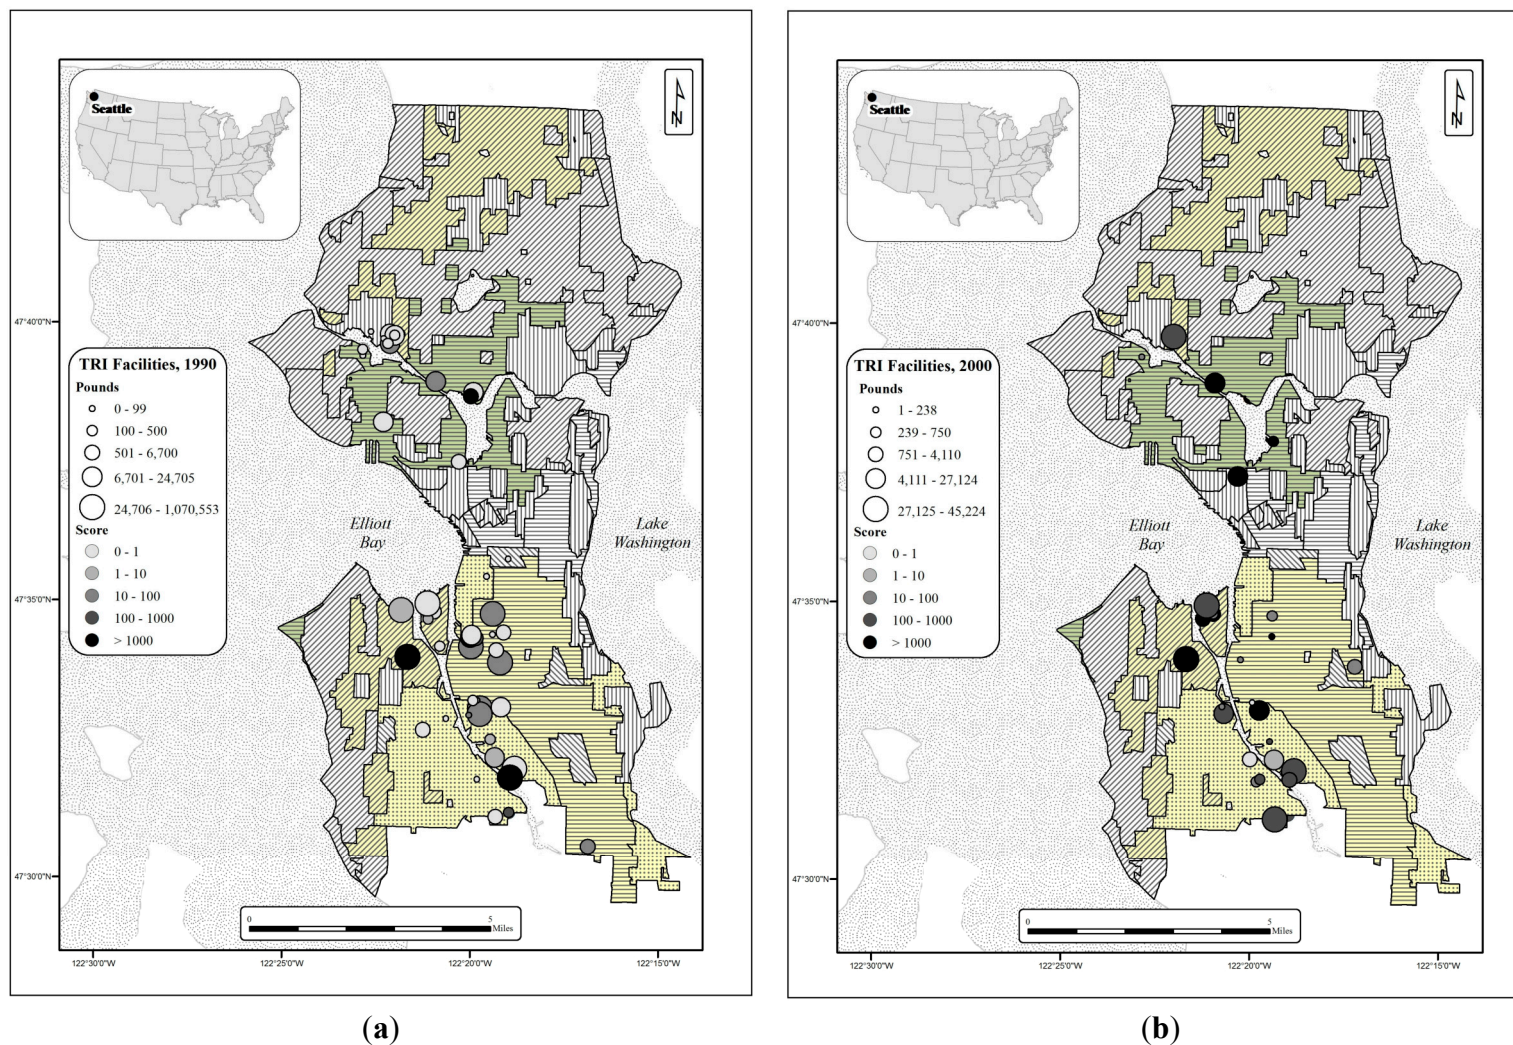 Seattle
47°40'0"N
TRI Facilities, 1990
Pounds
0 - 99
100 - 500
501 - 6,700
6,701 - 24,705
24,706 - 1,070,553
Score
0 - 1
1 - 10
10 - 100
100 - 1000
> 1000
Elliott
Bay
Lake
Washington
47°35'0"N
47°30'0"N
N
0
5
Miles
122°30'0"W
122°25'0"W
122°20'0"W
122°15'0"W
(a)
Seattle
47°40'0"N
TRI Facilities, 2000
Pounds
1 - 238
239 - 750
751 - 4,110
4,111 - 27,124
27,125 - 45,224
Score
0 - 1
1 - 10
10 - 100
100 - 1000
> 1000
Elliott
Bay
Lake
Washington
47°35'0"N
47°30'0"N
N
0
5
Miles
122°30'0"W
122°25'0"W
122°20'0"W
122°15'0"W
(b)